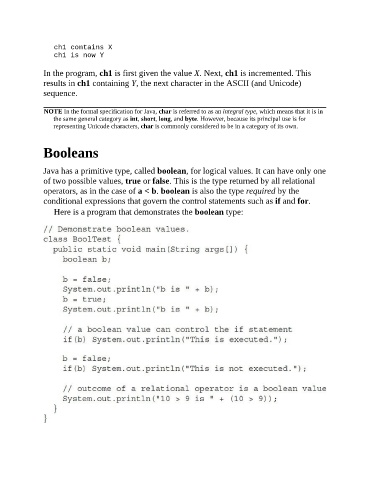 ch1 contains X
ch1 is now Y
In the program, ch1 is first given the value X. Next, ch1 is incremented. This
results in ch1 containing Y, the next character in the ASCII (and Unicode)
sequence.
NOTE In the formal specification for Java, char is referred to as an integral type, which means that it is in
the same general category as int, short, long, and byte. However, because its principal use is for
representing Unicode characters, char is commonly considered to be in a category of its own.
Booleans
Java has a primitive type, called boolean, for logical values. It can have only one
of two possible values, true or false. This is the type returned by all relational
operators, as in the case of a < b. boolean is also the type required by the
conditional expressions that govern the control statements such as if and for.
Here is a program that demonstrates the boolean type:
// Demonstrate boolean values.
class BoolTest {
public static void main(String args[]) {
boolean b;
b = false;
System.out.println("b is " + b);
b = true;
System.out.println("b is " + b);
// a boolean value can control the if statement
if(b) System.out.println("This is executed.");
b = false;
if(b) System.out.println("This is not executed.");
// outcome of a relational operator is a boolean value
System.out.println("10 > 9 is " + (10 > 9));
}
}